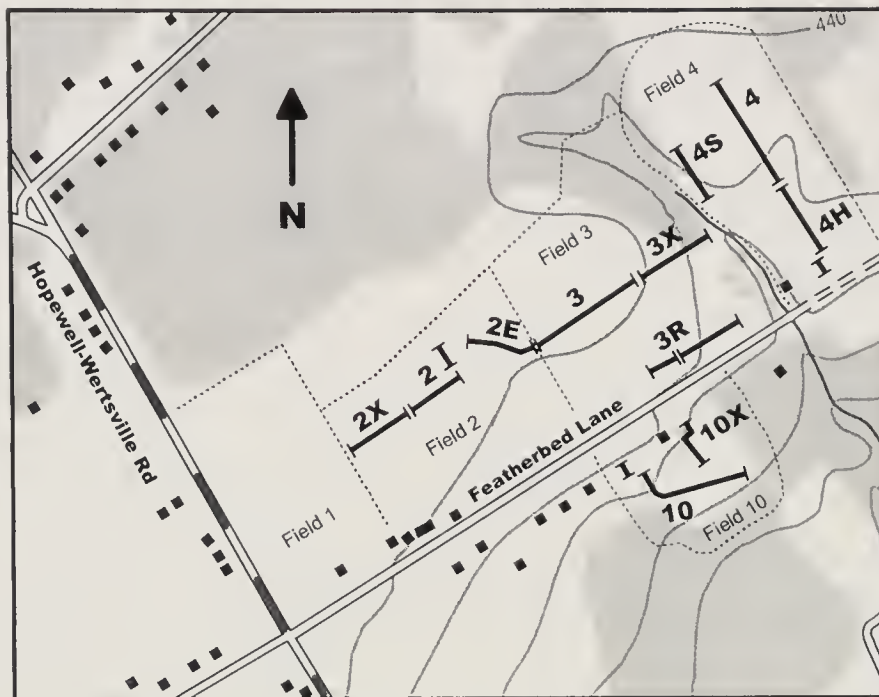 440
Field 4
4
4S
4H
N
Field 3
3X
3
2E
Hopewell-Wertsville Rd
2
3R
2X
Field 2
Featherbed Lane
10X
10
Field 10
Field 1